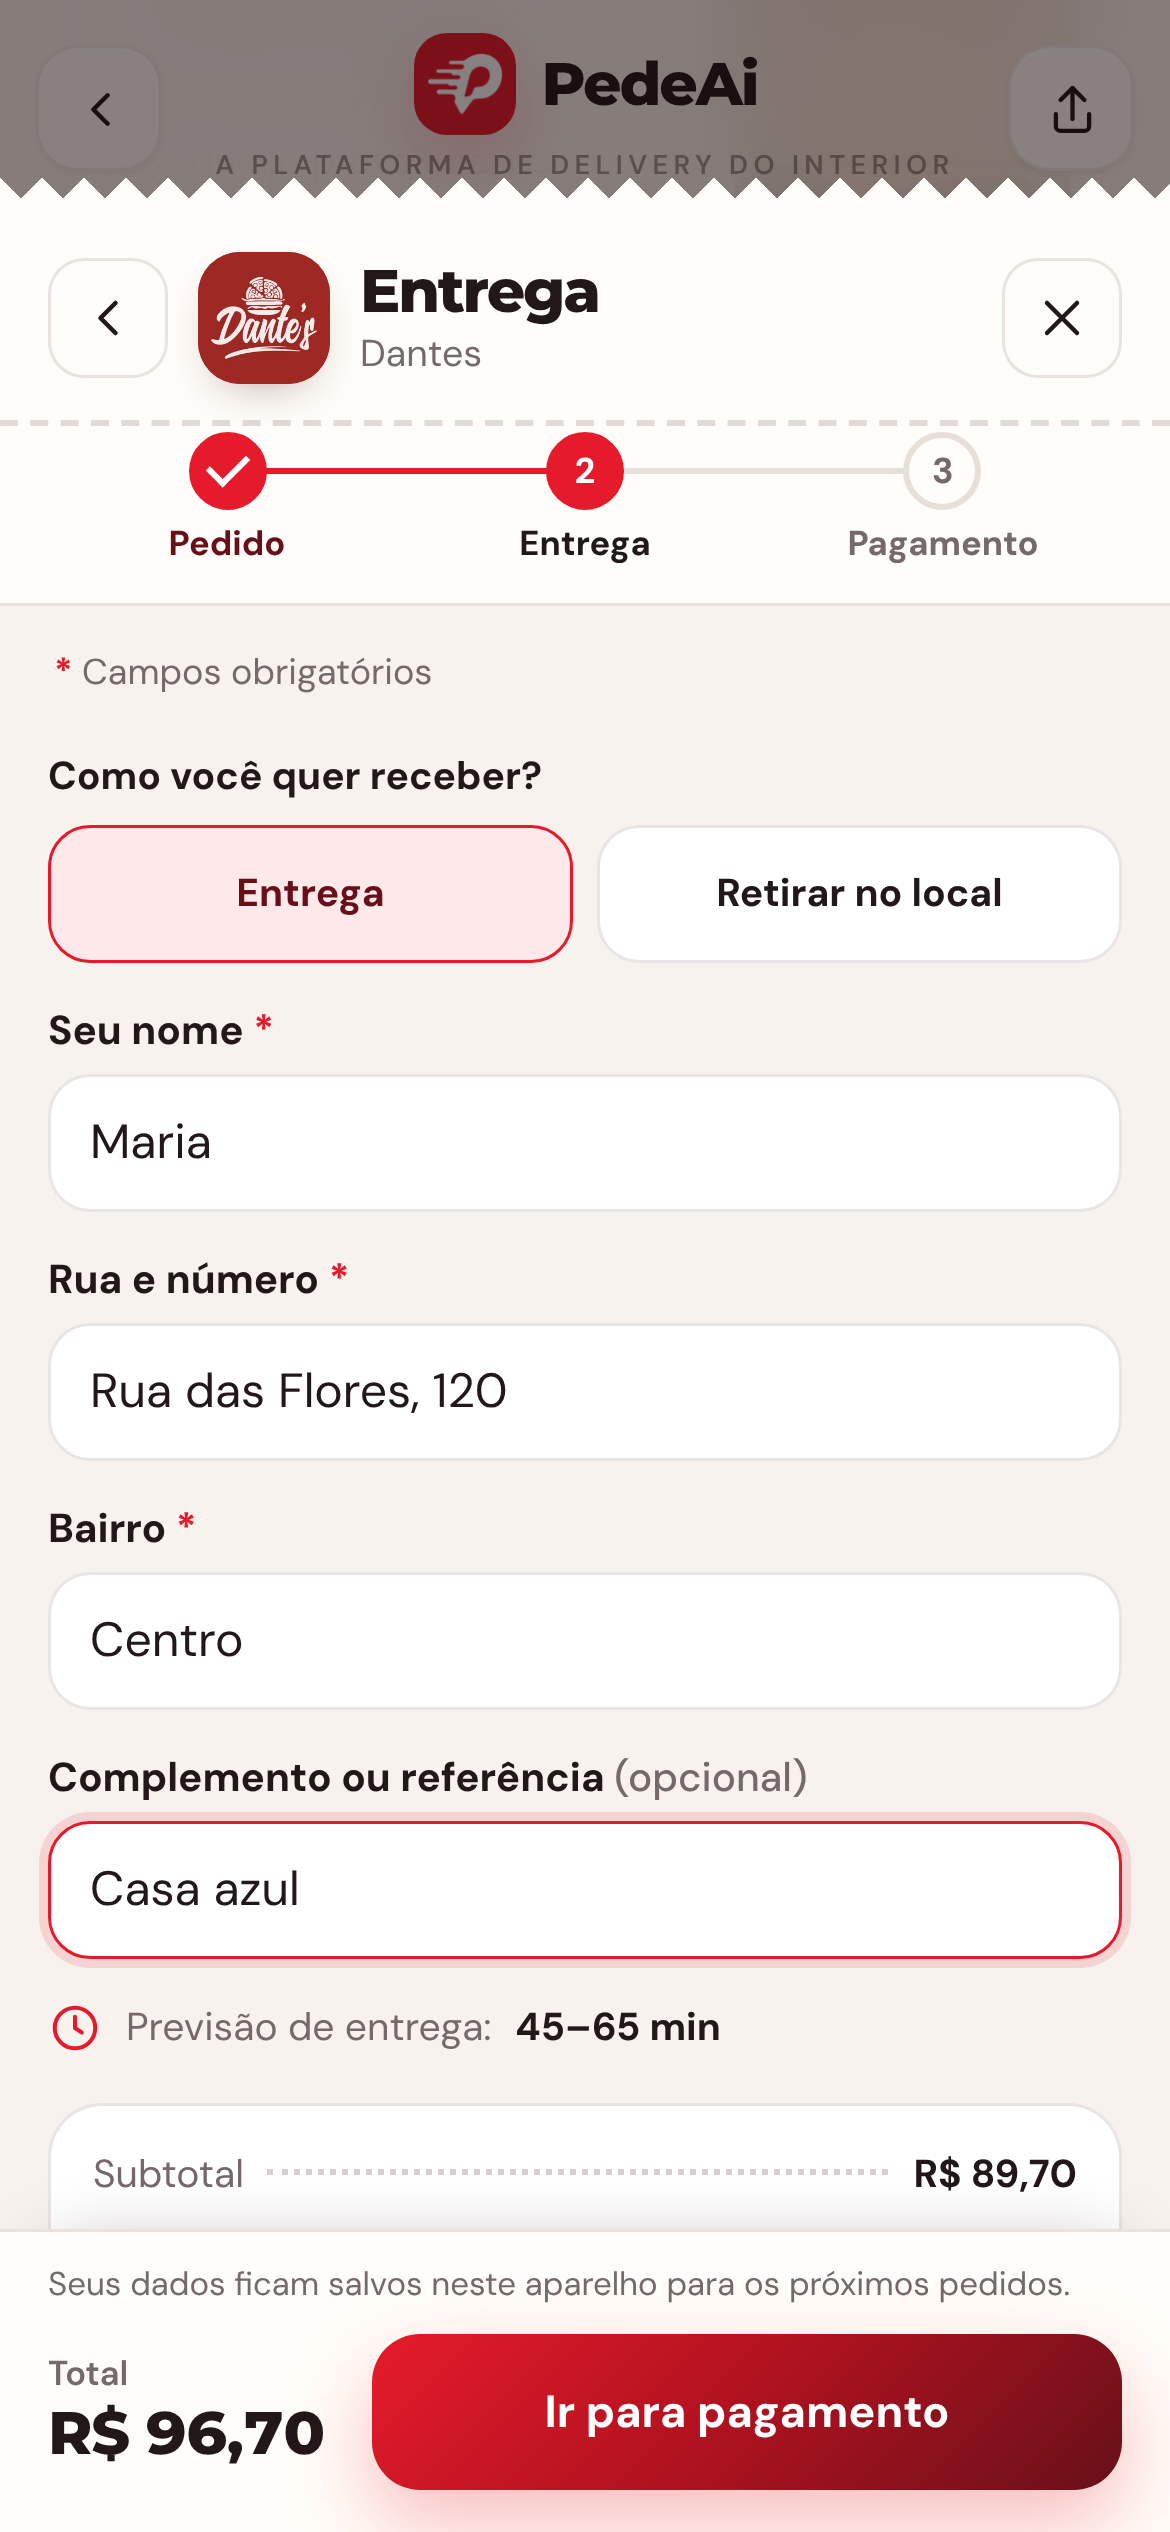 PedeAi
A PLATAFORMA DE DELIVERY DO INTERIOR
Dante's
Entrega
Dantes
2
3
Pedido
Entrega
Pagamento
* Campos obrigatórios
Como você quer receber?
Entrega
Retirar no local
Seu nome *
Maria
Rua e número *
Rua das Flores, 120
Bairro *
Centro
Complemento ou referência (opcional)
Casa azul
Previsão de entrega: 45–65 min
Subtotal R$ 89,70
Seus dados ficam salvos neste aparelho para os próximos pedidos.
Total
R$ 96,70
Ir para pagamento